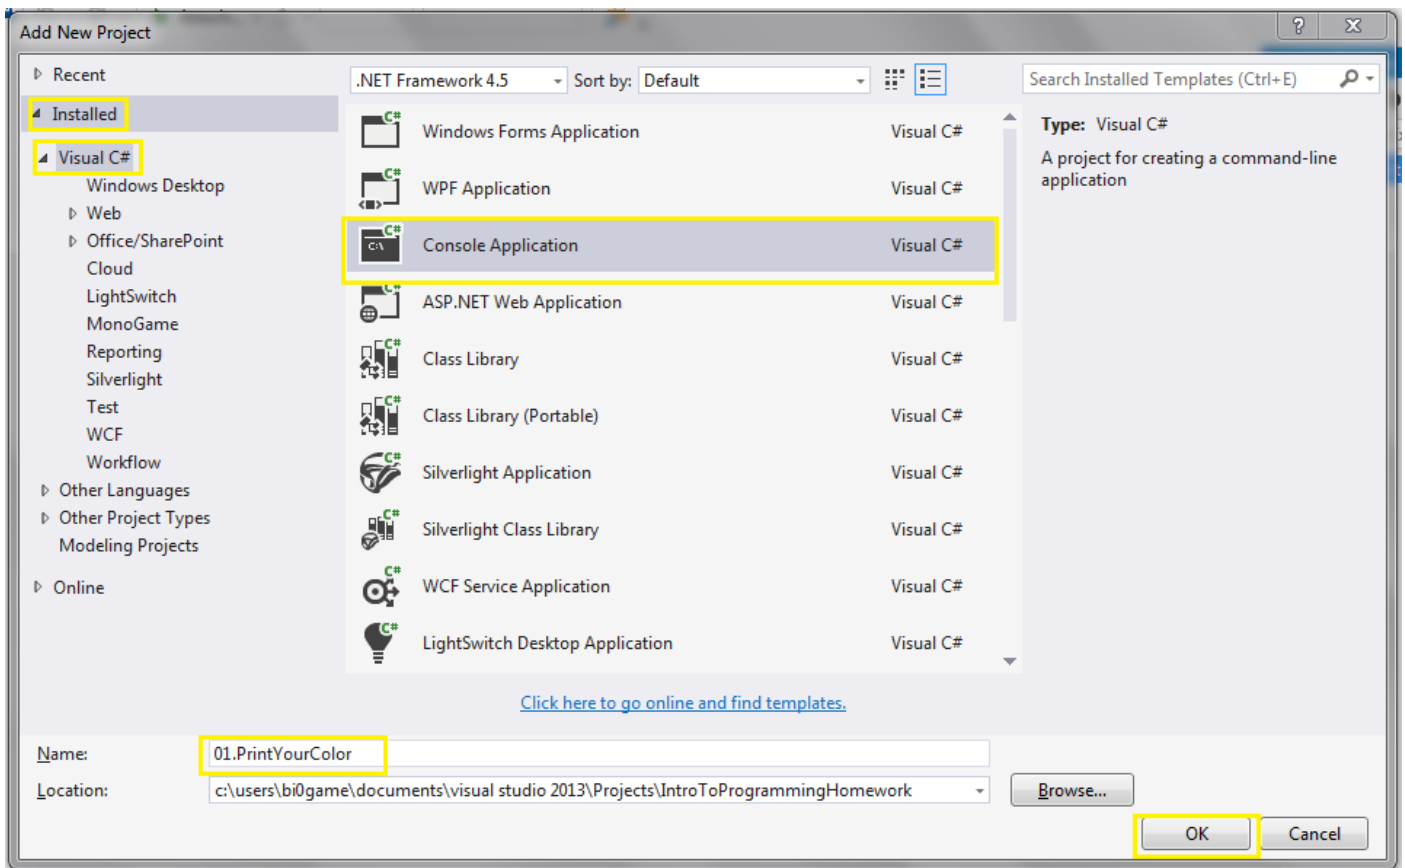 Add New Project
Recent
Installed
Visual C#
Windows Desktop
Web
Office/SharePoint
Cloud
LightSwitch
MonoGame
Reporting
Silverlight
Test
WCF
Workflow
Other Languages
Other Project Types
Modeling Projects
Online
.NET Framework 4.5 Sort by: Default
C# Windows Forms Application Visual C#
C# WPF Application Visual C#
C# C:\ Console Application Visual C#
C# ASP.NET Web Application Visual C#
C# Class Library Visual C#
C# Class Library (Portable) Visual C#
C# Silverlight Application Visual C#
C# Silverlight Class Library Visual C#
C# WCF Service Application Visual C#
C# LightSwitch Desktop Application Visual C#
Click here to go online and find templates.
Search Installed Templates (Ctrl+E)
Type: Visual C#
A project for creating a command-line
application
Name: 01.PrintYourColor
Location: c:\users\bi0game\documents\visual studio 2013\Projects\IntroToProgrammingHomework Browse...
OK Cancel